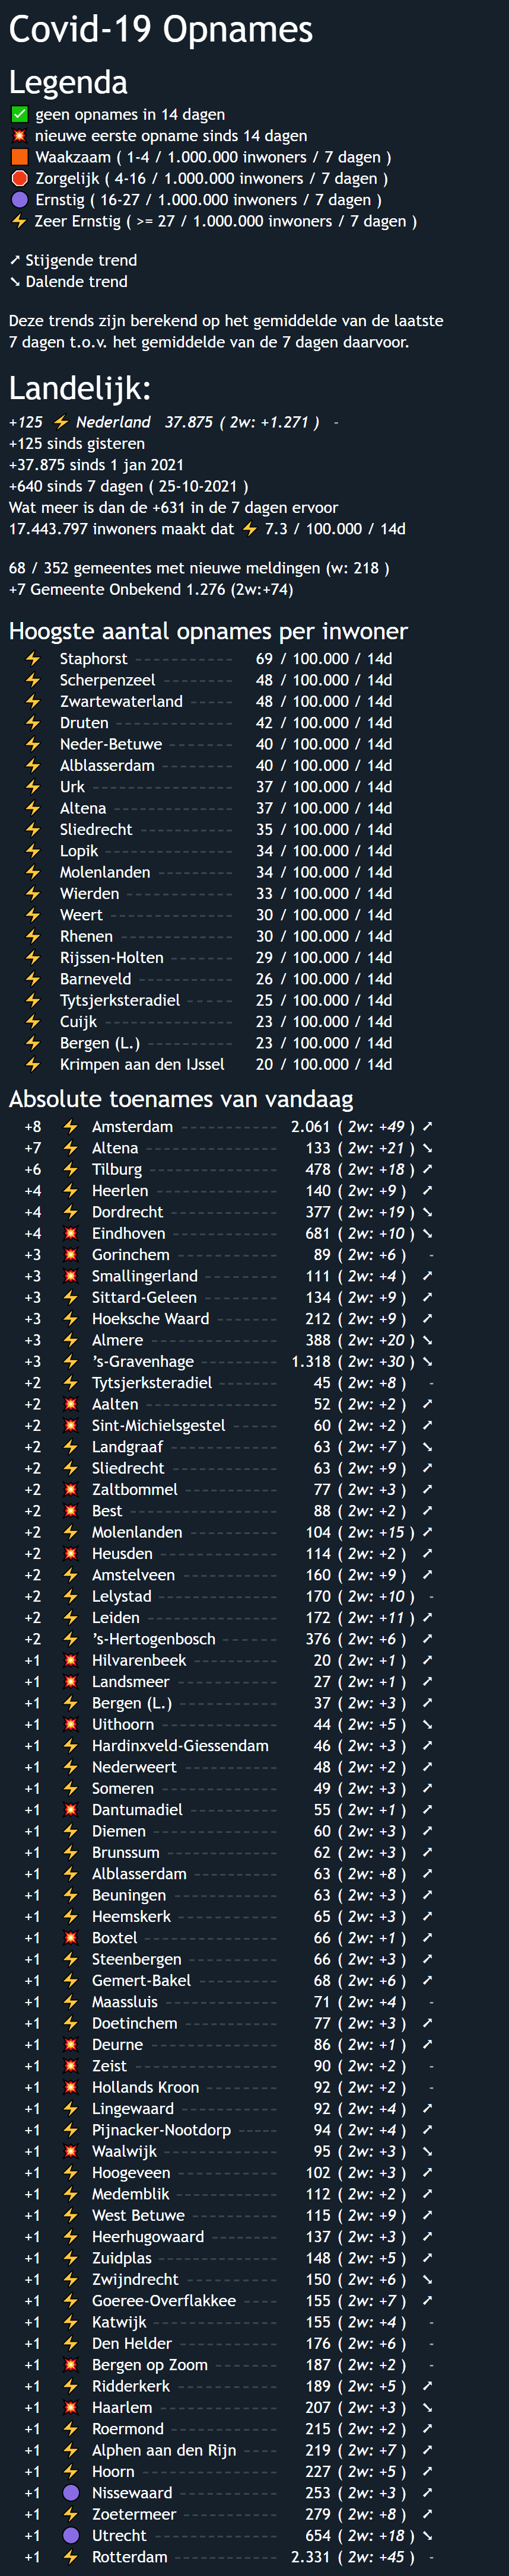 Covid-19 Opnames
Legenda
✅ geen opnames in 14 dagen
💥 nieuwe eerste opname sinds 14 dagen
🟧 Waakzaam ( 1-4 / 1.000.000 inwoners / 7 dagen )
🛑 Zorgelijk ( 4-16 / 1.000.000 inwoners / 7 dagen )
🟣 Ernstig ( 16-27 / 1.000.000 inwoners / 7 dagen )
⚡ Zeer Ernstig ( >= 27 / 1.000.000 inwoners / 7 dagen )
➚ Stijgende trend
➘ Dalende trend
Deze trends zijn berekend op het gemiddelde van de laatste
7 dagen t.o.v. het gemiddelde van de 7 dagen daarvoor.
Landelijk:
+125 ⚡ Nederland 37.875 ( 2w: +1.271 ) -
+125 sinds gisteren
+37.875 sinds 1 jan 2021
+640 sinds 7 dagen ( 25-10-2021 )
Wat meer is dan de +631 in de 7 dagen ervoor
17.443.797 inwoners maakt dat ⚡ 7.3 / 100.000 / 14d
68 / 352 gemeentes met nieuwe meldingen (w: 218 )
+7 Gemeente Onbekend 1.276 (2w:+74)
Hoogste aantal opnames per inwoner
⚡ Staphorst 69 / 100.000 / 14d
⚡ Scherpenzeel 48 / 100.000 / 14d
⚡ Zwartewaterland 48 / 100.000 / 14d
⚡ Druten 42 / 100.000 / 14d
⚡ Neder-Betuwe 40 / 100.000 / 14d
⚡ Alblasserdam 40 / 100.000 / 14d
⚡ Urk 37 / 100.000 / 14d
⚡ Altena 37 / 100.000 / 14d
⚡ Sliedrecht 35 / 100.000 / 14d
⚡ Lopik 34 / 100.000 / 14d
⚡ Molenlanden 34 / 100.000 / 14d
⚡ Wierden 33 / 100.000 / 14d
⚡ Weert 30 / 100.000 / 14d
⚡ Rhenen 30 / 100.000 / 14d
⚡ Rijssen-Holten 29 / 100.000 / 14d
⚡ Barneveld 26 / 100.000 / 14d
⚡ Tytsjerksteradiel 25 / 100.000 / 14d
⚡ Cuijk 23 / 100.000 / 14d
⚡ Bergen (L.) 23 / 100.000 / 14d
⚡ Krimpen aan den IJssel 20 / 100.000 / 14d
Absolute toenames van vandaag
+8 ⚡ Amsterdam 2.061 ( 2w: +49 ) ➚
+7 ⚡ Altena 133 ( 2w: +21 ) ➘
+6 ⚡ Tilburg 478 ( 2w: +18 ) ➚
+4 ⚡ Heerlen 140 ( 2w: +9 ) ➚
+4 ⚡ Dordrecht 377 ( 2w: +19 ) ➘
+4 💥 Eindhoven 681 ( 2w: +10 ) ➘
+3 💥 Gorinchem 89 ( 2w: +6 ) -
+3 💥 Smallingerland 111 ( 2w: +4 ) ➚
+3 ⚡ Sittard-Geleen 134 ( 2w: +9 ) ➚
+3 ⚡ Hoeksche Waard 212 ( 2w: +9 ) ➚
+3 ⚡ Almere 388 ( 2w: +20 ) ➘
+3 ⚡ ’s-Gravenhage 1.318 ( 2w: +30 ) ➘
+2 ⚡ Tytsjerksteradiel 45 ( 2w: +8 ) -
+2 💥 Aalten 52 ( 2w: +2 ) ➚
+2 💥 Sint-Michielsgestel 60 ( 2w: +2 ) ➚
+2 ⚡ Landgraaf 63 ( 2w: +7 ) ➘
+2 ⚡ Sliedrecht 63 ( 2w: +9 ) ➚
+2 💥 Zaltbommel 77 ( 2w: +3 ) ➚
+2 💥 Best 88 ( 2w: +2 ) ➚
+2 ⚡ Molenlanden 104 ( 2w: +15 ) ➚
+2 💥 Heusden 114 ( 2w: +2 ) ➚
+2 ⚡ Amstelveen 160 ( 2w: +9 ) ➚
+2 ⚡ Lelystad 170 ( 2w: +10 ) -
+2 ⚡ Leiden 172 ( 2w: +11 ) ➚
+2 ⚡ ’s-Hertogenbosch 376 ( 2w: +6 ) ➚
+1 💥 Hilvarenbeek 20 ( 2w: +1 ) ➚
+1 💥 Landsmeer 27 ( 2w: +1 ) ➚
+1 ⚡ Bergen (L.) 37 ( 2w: +3 ) ➚
+1 💥 Uithoorn 44 ( 2w: +5 ) ➘
+1 ⚡ Hardinxveld-Giessendam 46 ( 2w: +3 ) ➚
+1 ⚡ Nederweert 48 ( 2w: +2 ) ➚
+1 ⚡ Someren 49 ( 2w: +3 ) ➚
+1 💥 Dantumadiel 55 ( 2w: +1 ) ➚
+1 ⚡ Diemen 60 ( 2w: +3 ) ➚
+1 ⚡ Brunssum 62 ( 2w: +3 ) ➚
+1 ⚡ Alblasserdam 63 ( 2w: +8 ) ➚
+1 ⚡ Beuningen 63 ( 2w: +3 ) ➚
+1 ⚡ Heemskerk 65 ( 2w: +3 ) ➚
+1 💥 Boxtel 66 ( 2w: +1 ) ➚
+1 ⚡ Steenbergen 66 ( 2w: +3 ) ➚
+1 ⚡ Gemert-Bakel 68 ( 2w: +6 ) ➚
+1 ⚡ Maassluis 71 ( 2w: +4 ) -
+1 ⚡ Doetinchem 77 ( 2w: +3 ) ➚
+1 💥 Deurne 86 ( 2w: +1 ) ➚
+1 💥 Zeist 90 ( 2w: +2 ) -
+1 💥 Hollands Kroon 92 ( 2w: +2 ) -
+1 ⚡ Lingewaard 92 ( 2w: +4 ) ➚
+1 ⚡ Pijnacker-Nootdorp 94 ( 2w: +4 ) ➚
+1 💥 Waalwijk 95 ( 2w: +3 ) ➘
+1 ⚡ Hoogeveen 102 ( 2w: +3 ) ➚
+1 ⚡ Medemblik 112 ( 2w: +2 ) ➚
+1 ⚡ West Betuwe 115 ( 2w: +9 ) ➚
+1 ⚡ Heerhugowaard 137 ( 2w: +3 ) ➚
+1 ⚡ Zuidplas 148 ( 2w: +5 ) ➚
+1 ⚡ Zwijndrecht 150 ( 2w: +6 ) ➘
+1 ⚡ Goeree-Overflakkee 155 ( 2w: +7 ) ➚
+1 ⚡ Katwijk 155 ( 2w: +4 ) -
+1 ⚡ Den Helder 176 ( 2w: +6 ) -
+1 💥 Bergen op Zoom 187 ( 2w: +2 ) -
+1 ⚡ Ridderkerk 189 ( 2w: +5 ) ➚
+1 💥 Haarlem 207 ( 2w: +3 ) ➘
+1 ⚡ Roermond 215 ( 2w: +2 ) ➚
+1 ⚡ Alphen aan den Rijn 219 ( 2w: +7 ) ➚
+1 ⚡ Hoorn 227 ( 2w: +5 ) ➚
+1 🟣 Nissewaard 253 ( 2w: +3 ) ➚
+1 ⚡ Zoetermeer 279 ( 2w: +8 ) ➚
+1 🟣 Utrecht 654 ( 2w: +18 ) ➘
+1 ⚡ Rotterdam 2.331 ( 2w: +45 ) -